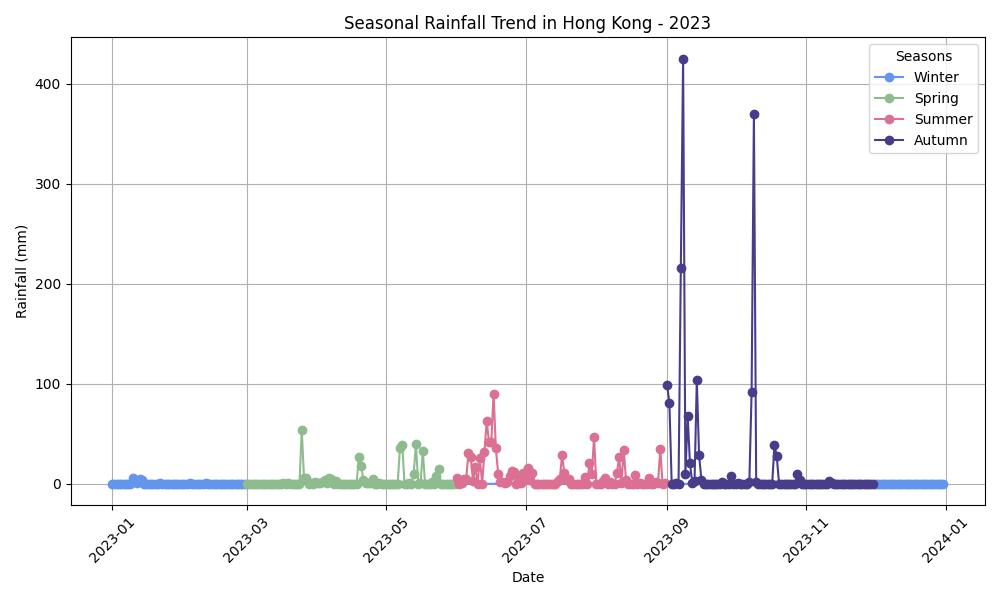 Seasonal Rainfall Trend in Hong Kong - 2023
Seasons
Winter
Spring
Summer
Autumn
Rainfall (mm)
400
300
200
100
0
2023-01
2023-03
2023-05
2023-07
2023-09
2023-11
2024-01
Date